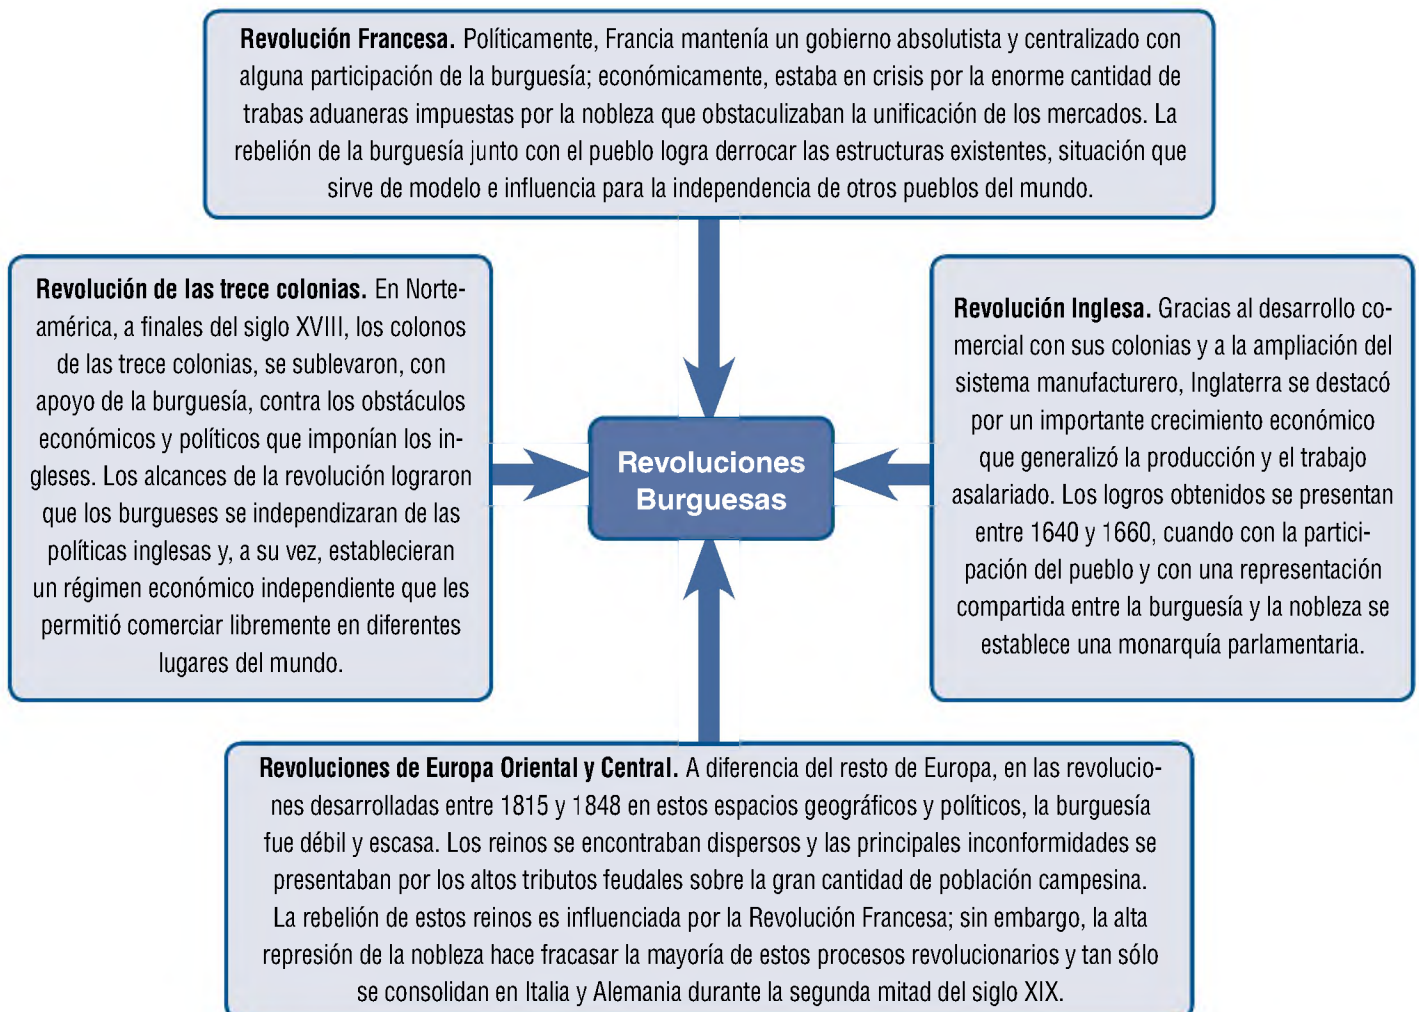 Revolución Francesa. Políticamente, Francia mantenía un gobierno absolutista y centralizado con
alguna participación de la burguesía; económicamente, estaba en crisis por la enorme cantidad de
trabas aduaneras impuestas por la nobleza que obstaculizaban la unificación de los mercados. La
rebelión de la burguesía junto con el pueblo logra derrocar las estructuras existentes, situación que
sirve de modelo e influencia para la independencia de otros pueblos del mundo.
Revolución de las trece colonias. En Norte-
américa, a finales del siglo XVIII, los colonos
de las trece colonias, se sublevaron, con
apoyo de la burguesía, contra los obstáculos
económicos y políticos que imponían los in-
gleses. Los alcances de la revolución lograron
que los burgueses se independizaran de las
políticas inglesas y, a su vez, establecieran
un régimen económico independiente que les
permitió comerciar libremente en diferentes
lugares del mundo.
Revoluciones
Burguesas
Revolución Inglesa. Gracias al desarrollo co-
mercial con sus colonias y a la ampliación del
sistema manufacturero, Inglaterra se destacó
por un importante crecimiento económico
que generalizó la producción y el trabajo
asalariado. Los logros obtenidos se presentan
entre 1640 y 1660, cuando con la partici-
pación del pueblo y con una representación
compartida entre la burguesía y la nobleza se
establece una monarquía parlamentaria.
Revoluciones de Europa Oriental y Central. A diferencia del resto de Europa, en las revolucio-
nes desarrolladas entre 1815 y 1848 en estos espacios geográficos y políticos, la burguesía
fue débil y escasa. Los reinos se encontraban dispersos y las principales inconformidades se
presentaban por los altos tributos feudales sobre la gran cantidad de población campesina.
La rebelión de estos reinos es influenciada por la Revolución Francesa; sin embargo, la alta
represión de la nobleza hace fracasar la mayoría de estos procesos revolucionarios y tan sólo
se consolidan en Italia y Alemania durante la segunda mitad del siglo XIX.